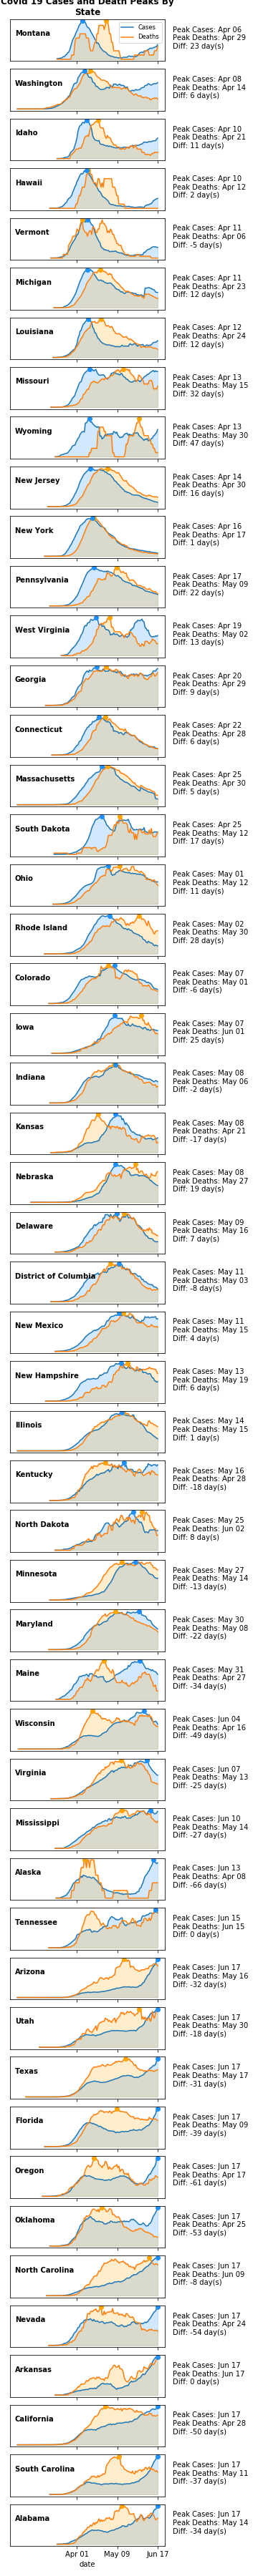 Covid 19 Cases and Death Peaks By
State
Cases
Deaths
Montana
Peak Cases: Apr 06
Peak Deaths: Apr 29
Diff: 23 day(s)
Washington
Peak Cases: Apr 08
Peak Deaths: Apr 14
Diff: 6 day(s)
Idaho
Peak Cases: Apr 10
Peak Deaths: Apr 21
Diff: 11 day(s)
Hawaii
Peak Cases: Apr 10
Peak Deaths: Apr 12
Diff: 2 day(s)
Vermont
Peak Cases: Apr 11
Peak Deaths: Apr 06
Diff: -5 day(s)
Michigan
Peak Cases: Apr 11
Peak Deaths: Apr 23
Diff: 12 day(s)
Louisiana
Peak Cases: Apr 12
Peak Deaths: Apr 24
Diff: 12 day(s)
Missouri
Peak Cases: Apr 13
Peak Deaths: May 15
Diff: 32 day(s)
Wyoming
Peak Cases: Apr 13
Peak Deaths: May 30
Diff: 47 day(s)
New Jersey
Peak Cases: Apr 14
Peak Deaths: Apr 30
Diff: 16 day(s)
New York
Peak Cases: Apr 16
Peak Deaths: Apr 17
Diff: 1 day(s)
Pennsylvania
Peak Cases: Apr 17
Peak Deaths: May 09
Diff: 22 day(s)
West Virginia
Peak Cases: Apr 19
Peak Deaths: May 02
Diff: 13 day(s)
Georgia
Peak Cases: Apr 20
Peak Deaths: Apr 29
Diff: 9 day(s)
Connecticut
Peak Cases: Apr 22
Peak Deaths: Apr 28
Diff: 6 day(s)
Massachusetts
Peak Cases: Apr 25
Peak Deaths: Apr 30
Diff: 5 day(s)
South Dakota
Peak Cases: Apr 25
Peak Deaths: May 12
Diff: 17 day(s)
Ohio
Peak Cases: May 01
Peak Deaths: May 12
Diff: 11 day(s)
Rhode Island
Peak Cases: May 02
Peak Deaths: May 30
Diff: 28 day(s)
Colorado
Peak Cases: May 07
Peak Deaths: May 01
Diff: -6 day(s)
Iowa
Peak Cases: May 07
Peak Deaths: Jun 01
Diff: 25 day(s)
Indiana
Peak Cases: May 08
Peak Deaths: May 06
Diff: -2 day(s)
Kansas
Peak Cases: May 08
Peak Deaths: Apr 21
Diff: -17 day(s)
Nebraska
Peak Cases: May 08
Peak Deaths: May 27
Diff: 19 day(s)
Delaware
Peak Cases: May 09
Peak Deaths: May 16
Diff: 7 day(s)
District of Columbia
Peak Cases: May 11
Peak Deaths: May 03
Diff: -8 day(s)
New Mexico
Peak Cases: May 11
Peak Deaths: May 15
Diff: 4 day(s)
New Hampshire
Peak Cases: May 13
Peak Deaths: May 19
Diff: 6 day(s)
Illinois
Peak Cases: May 14
Peak Deaths: May 15
Diff: 1 day(s)
Kentucky
Peak Cases: May 16
Peak Deaths: Apr 28
Diff: -18 day(s)
North Dakota
Peak Cases: May 25
Peak Deaths: Jun 02
Diff: 8 day(s)
Minnesota
Peak Cases: May 27
Peak Deaths: May 14
Diff: -13 day(s)
Maryland
Peak Cases: May 30
Peak Deaths: May 08
Diff: -22 day(s)
Maine
Peak Cases: May 31
Peak Deaths: Apr 27
Diff: -34 day(s)
Wisconsin
Peak Cases: Jun 04
Peak Deaths: Apr 16
Diff: -49 day(s)
Virginia
Peak Cases: Jun 07
Peak Deaths: May 13
Diff: -25 day(s)
Mississippi
Peak Cases: Jun 10
Peak Deaths: May 14
Diff: -27 day(s)
Alaska
Peak Cases: Jun 13
Peak Deaths: Apr 08
Diff: -66 day(s)
Tennessee
Peak Cases: Jun 15
Peak Deaths: Jun 15
Diff: 0 day(s)
Arizona
Peak Cases: Jun 17
Peak Deaths: May 16
Diff: -32 day(s)
Utah
Peak Cases: Jun 17
Peak Deaths: May 30
Diff: -18 day(s)
Texas
Peak Cases: Jun 17
Peak Deaths: May 17
Diff: -31 day(s)
Florida
Peak Cases: Jun 17
Peak Deaths: May 09
Diff: -39 day(s)
Oregon
Peak Cases: Jun 17
Peak Deaths: Apr 17
Diff: -61 day(s)
Oklahoma
Peak Cases: Jun 17
Peak Deaths: Apr 25
Diff: -53 day(s)
North Carolina
Peak Cases: Jun 17
Peak Deaths: Jun 09
Diff: -8 day(s)
Nevada
Peak Cases: Jun 17
Peak Deaths: Apr 24
Diff: -54 day(s)
Arkansas
Peak Cases: Jun 17
Peak Deaths: Jun 17
Diff: 0 day(s)
California
Peak Cases: Jun 17
Peak Deaths: Apr 28
Diff: -50 day(s)
South Carolina
Peak Cases: Jun 17
Peak Deaths: May 11
Diff: -37 day(s)
Alabama
Peak Cases: Jun 17
Peak Deaths: May 14
Diff: -34 day(s)
Apr 01 May 09 Jun 17
date